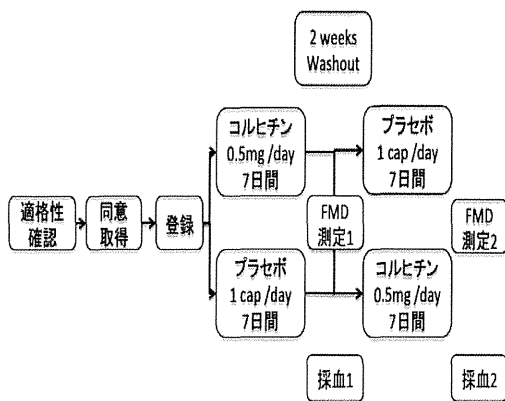 2 weeks
Washout
コルヒチン
0.5mg /day
7日間
プラセボ
1 cap /day
7日間
適格性
確認
同意
取得
登録
FMD
測定1
FMD
測定2
プラセボ
1 cap /day
7日間
コルヒチン
0.5mg /day
7日間
採血1
採血2